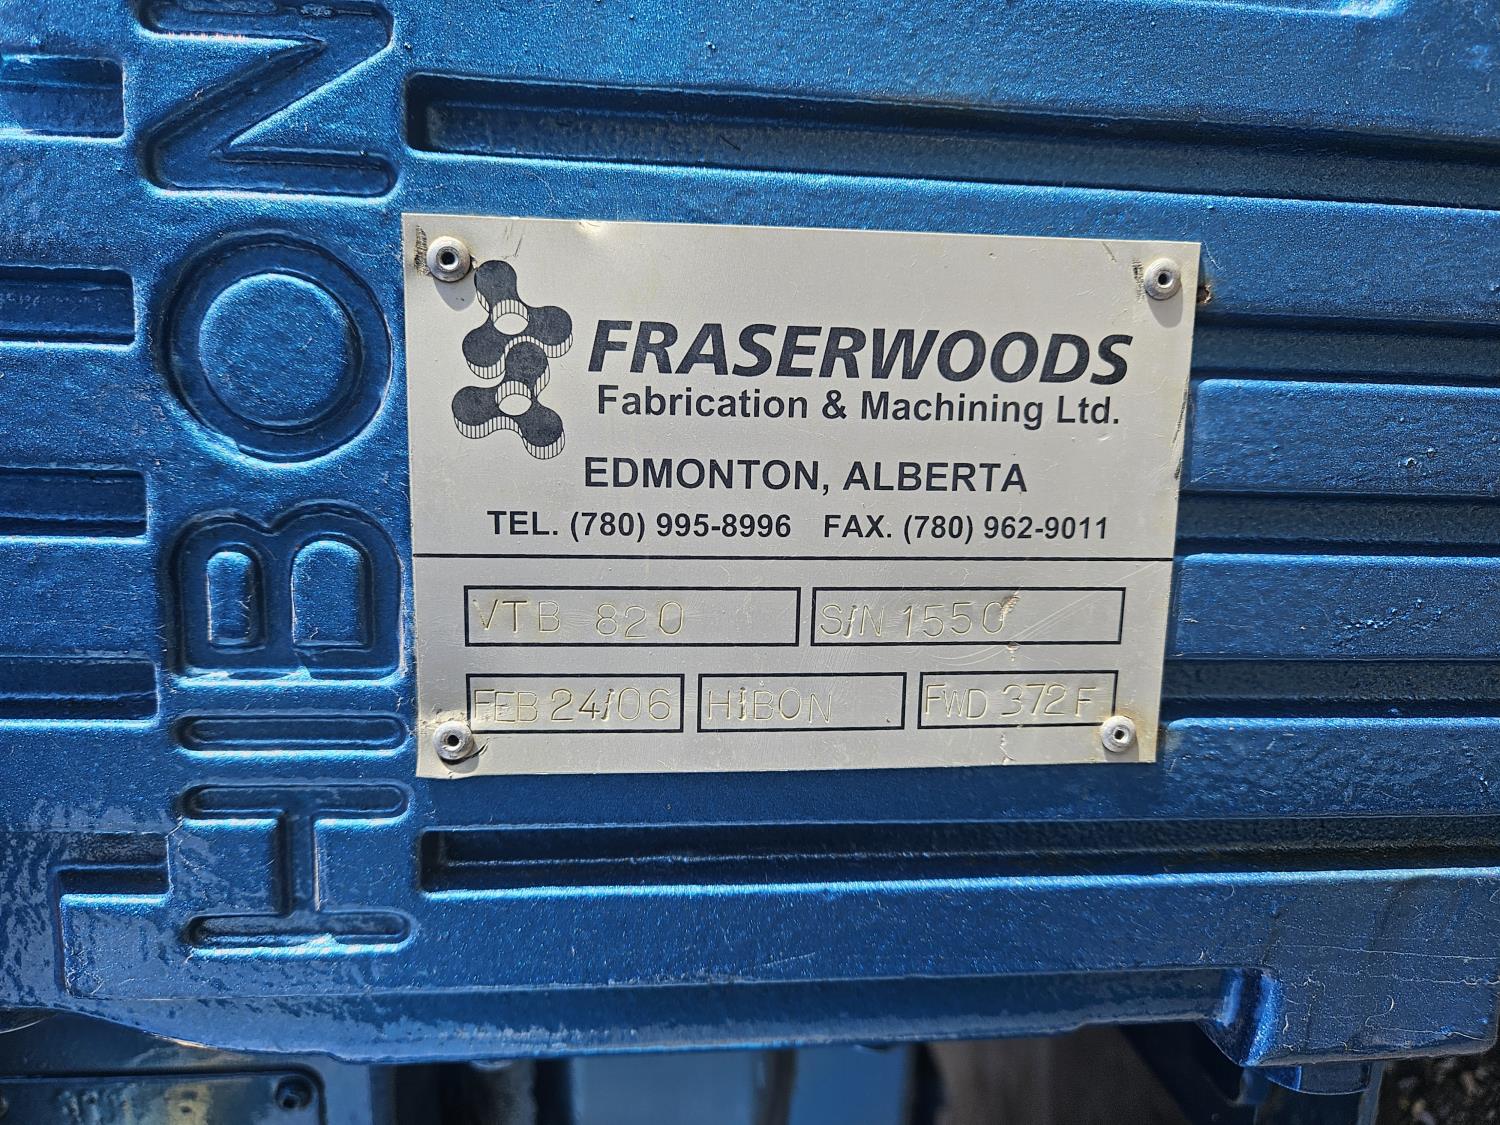 HIBON
FRASERWOODS
Fabrication & Machining Ltd.
EDMONTON, ALBERTA
TEL. (780) 995-8996 FAX. (780) 962-9011
VTB 820 S/N 1550
FEB 24/06 HIBON FWD 372F